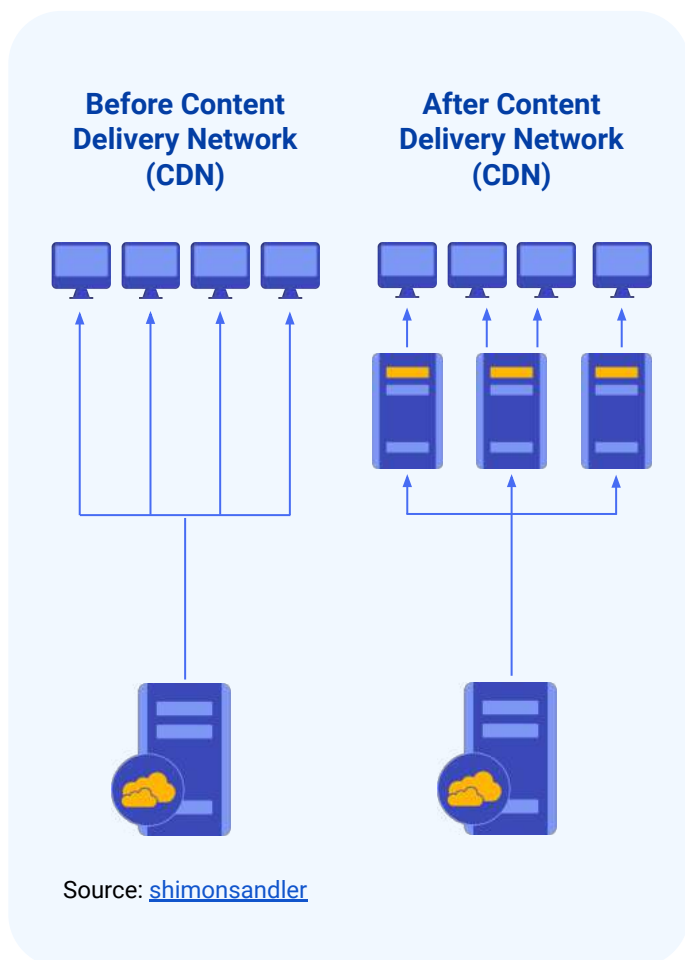 Before Content
Delivery Network
(CDN)
After Content
Delivery Network
(CDN)
Source: shimonsandler